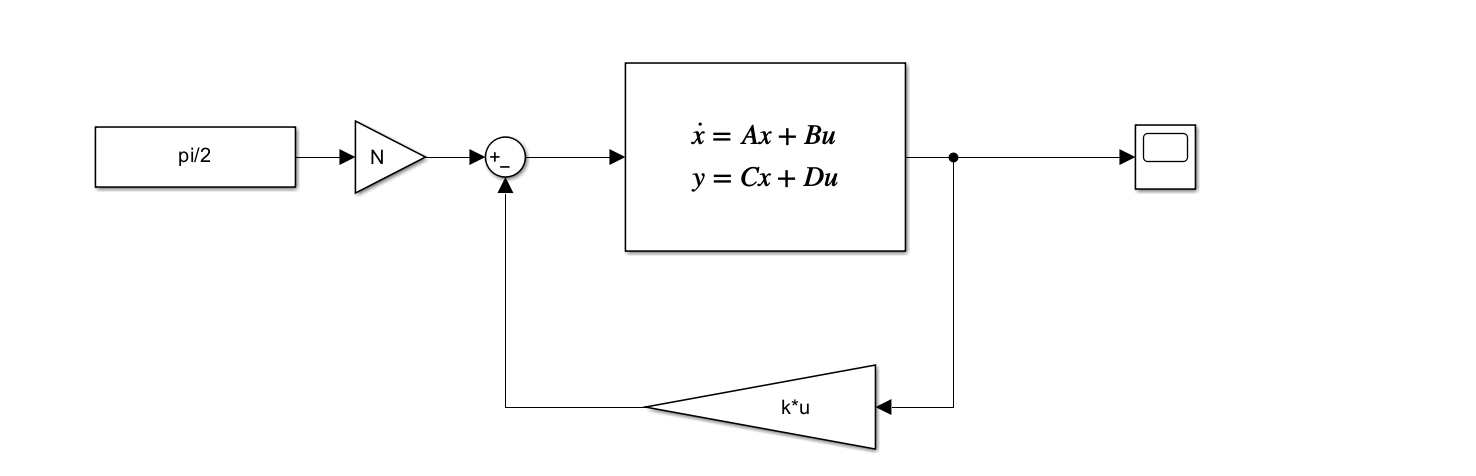 pi/2
N
+
−
ẋ = Ax + Bu
y = Cx + Du
k*u